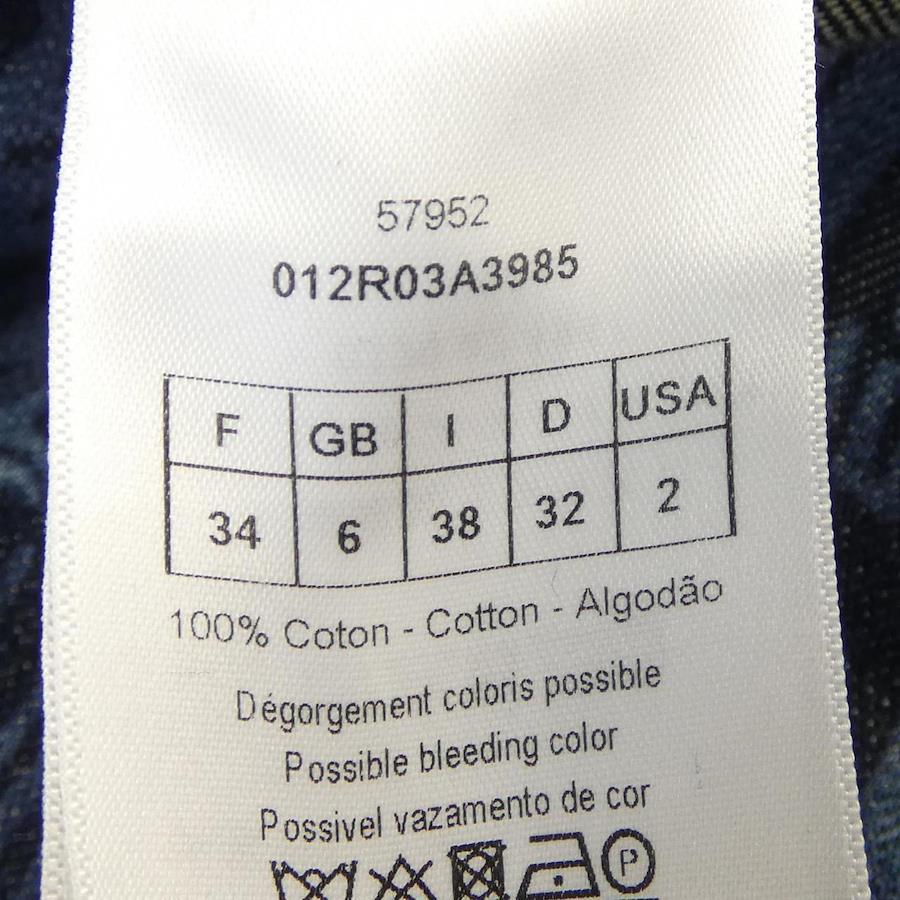 57952
012R03A3985
F GB I D USA
34 6 38 32 2
100% Coton - Cotton - Algodão
Dégorgement coloris possible
Possible bleeding color
Possivel vazamento de cor
P